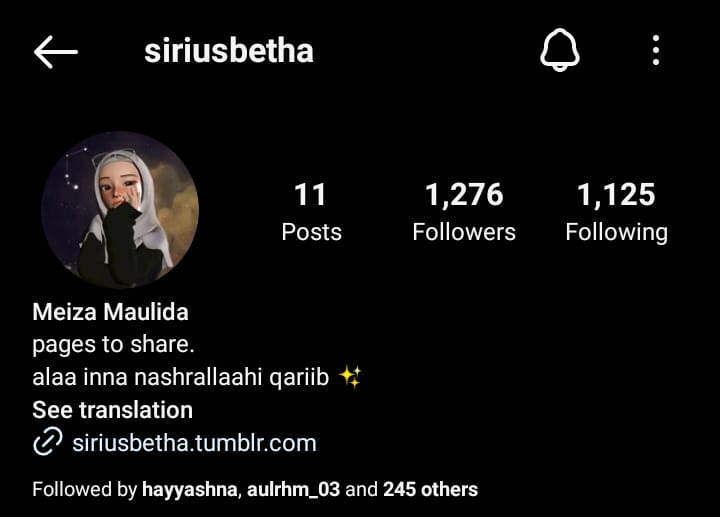 siriusbetha
11 1,276 1,125
Posts Followers Following
Meiza Maulida
pages to share.
alaa inna nashrallaahi qariib ✨
See translation
siriusbetha.tumblr.com
Followed by hayyashna, aulrhm_03 and 245 others